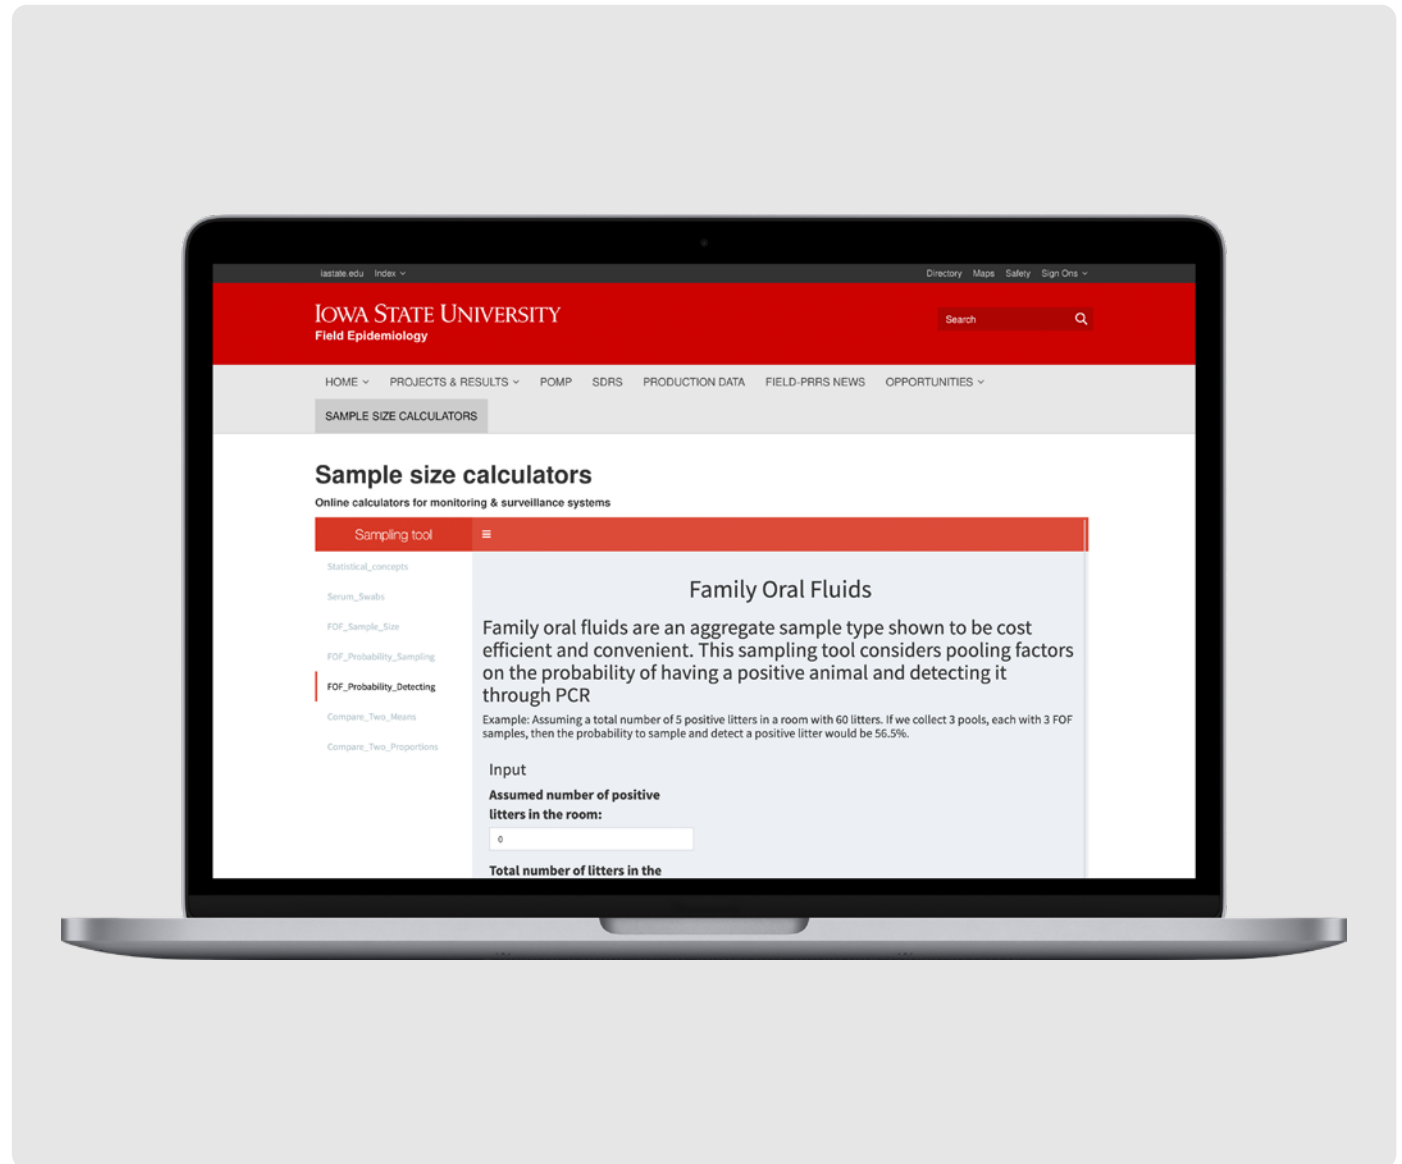 iastate.edu Index Directory Maps Safety Sign Ons
IOWA STATE UNIVERSITY
Field Epidemiology
Search
HOME PROJECTS & RESULTS POMP SDRS PRODUCTION DATA FIELD-PRRS NEWS OPPORTUNITIES
SAMPLE SIZE CALCULATORS
Sample size calculators
Online calculators for monitoring & surveillance systems
Sampling tool
Statistical_concepts
Serum_Swabs
FOF_Sample_Size
FOF_Probability_Sampling
FOF_Probability_Detecting
Compare_Two_Means
Compare_Two_Proportions
Family Oral Fluids
Family oral fluids are an aggregate sample type shown to be cost
efficient and convenient. This sampling tool considers pooling factors
on the probability of having a positive animal and detecting it
through PCR
Example: Assuming a total number of 5 positive litters in a room with 60 litters. If we collect 3 pools, each with 3 FOF
samples, then the probability to sample and detect a positive litter would be 56.5%.
Input
Assumed number of positive
litters in the room:
0
Total number of litters in the